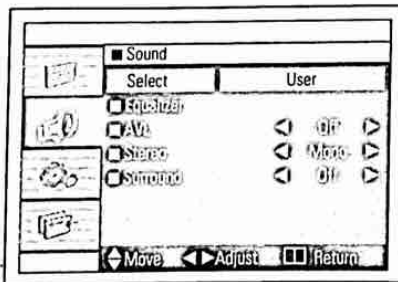 Sound
Select User
Equalizer
AVL Off
Stereo Mono
Surround Off
Move Adjust Return